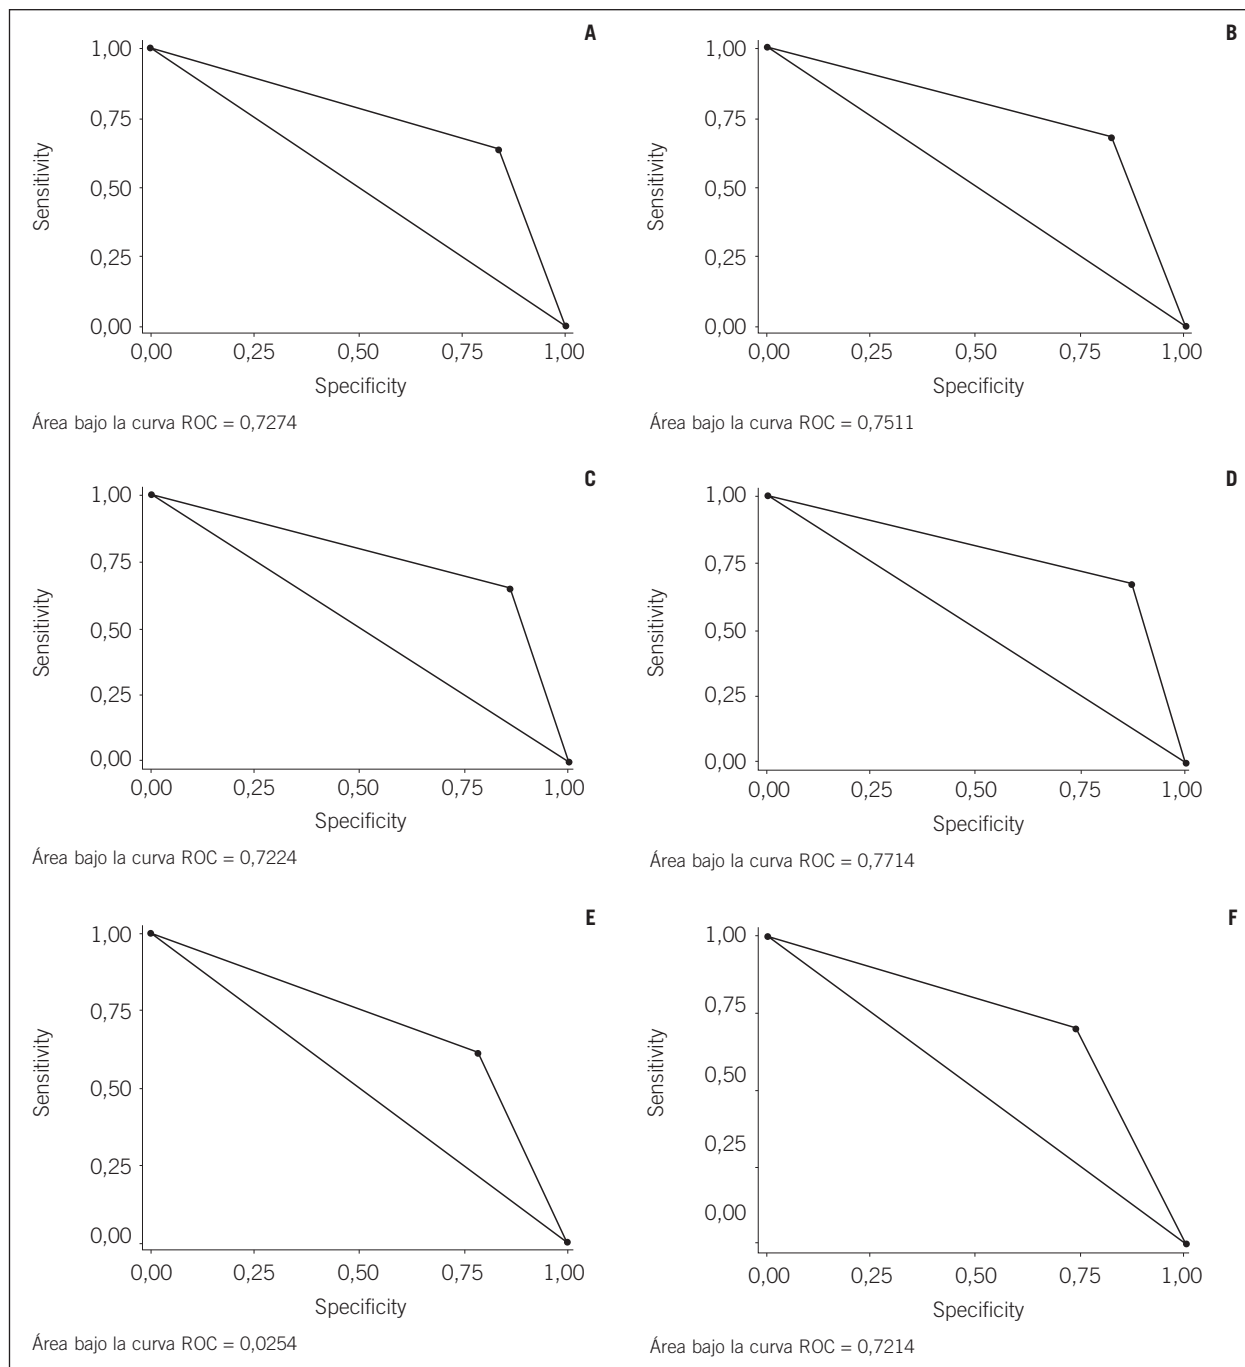 A
1,00
0,75
0,50
0,25
0,00
Sensitivity
0,00 0,25 0,50 0,75 1,00
Specificity
Área bajo la curva ROC = 0,7274
B
1,00
0,75
0,50
0,25
0,00
Sensitivity
0,00 0,25 0,50 0,75 1,00
Specificity
Área bajo la curva ROC = 0,7511
C
1,00
0,75
0,50
0,25
0,00
Sensitivity
0,00 0,25 0,50 0,75 1,00
Specificity
Área bajo la curva ROC = 0,7224
D
1,00
0,75
0,50
0,25
0,00
Sensitivity
0,00 0,25 0,50 0,75 1,00
Specificity
Área bajo la curva ROC = 0,7714
E
1,00
0,75
0,50
0,25
0,00
Sensitivity
0,00 0,25 0,50 0,75 1,00
Specificity
Área bajo la curva ROC = 0,0254
F
1,00
0,75
0,50
0,25
0,00
Sensitivity
0,00 0,25 0,50 0,75 1,00
Specificity
Área bajo la curva ROC = 0,7214